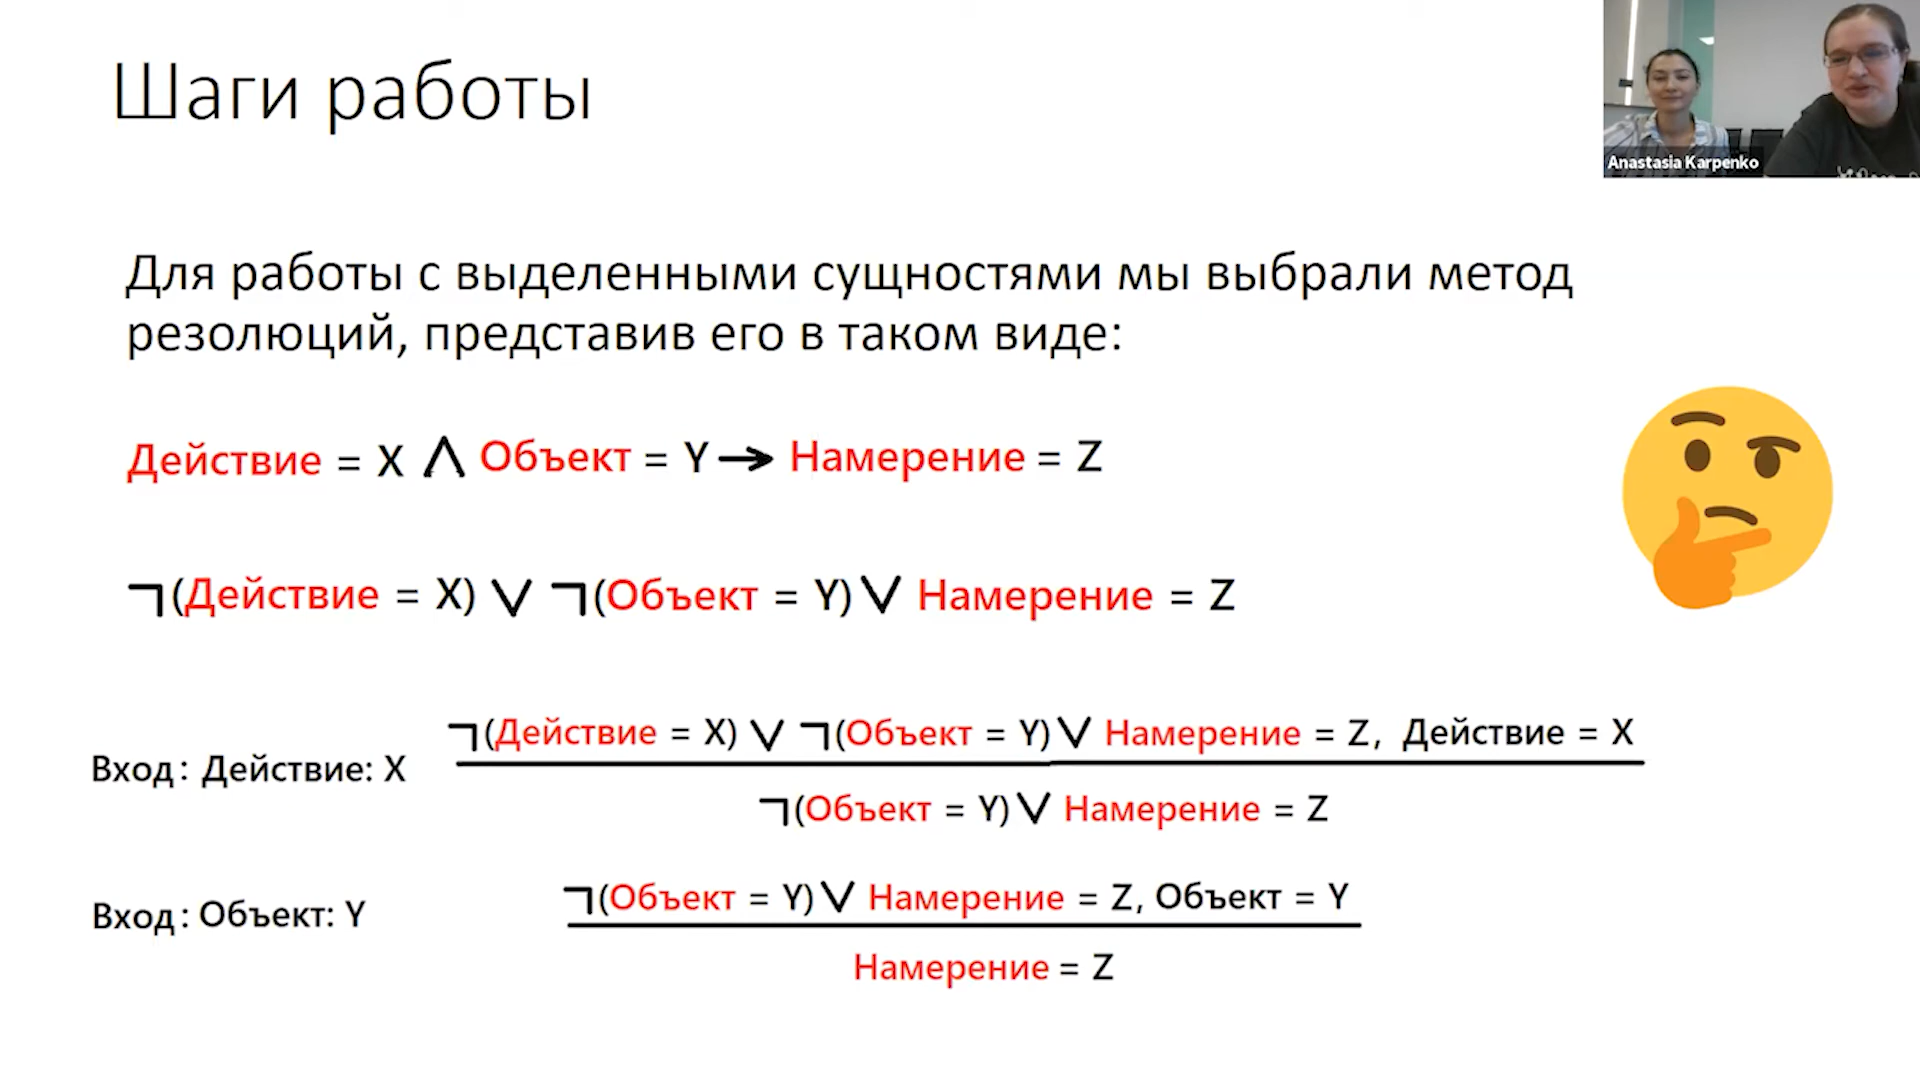 Шаги работы
Anastasia Karpenko
Для работы с выделенными сущностями мы выбрали метод
резолюций, представив его в таком виде:
Действие = X ∧ Объект = Y → Намерение = Z
¬(Действие = X) ∨ ¬(Объект = Y) ∨ Намерение = Z
Вход: Действие: X
¬(Действие = X) ∨ ¬(Объект = Y) ∨ Намерение = Z, Действие = X
¬(Объект = Y) ∨ Намерение = Z
Вход: Объект: Y
¬(Объект = Y) ∨ Намерение = Z, Объект = Y
Намерение = Z